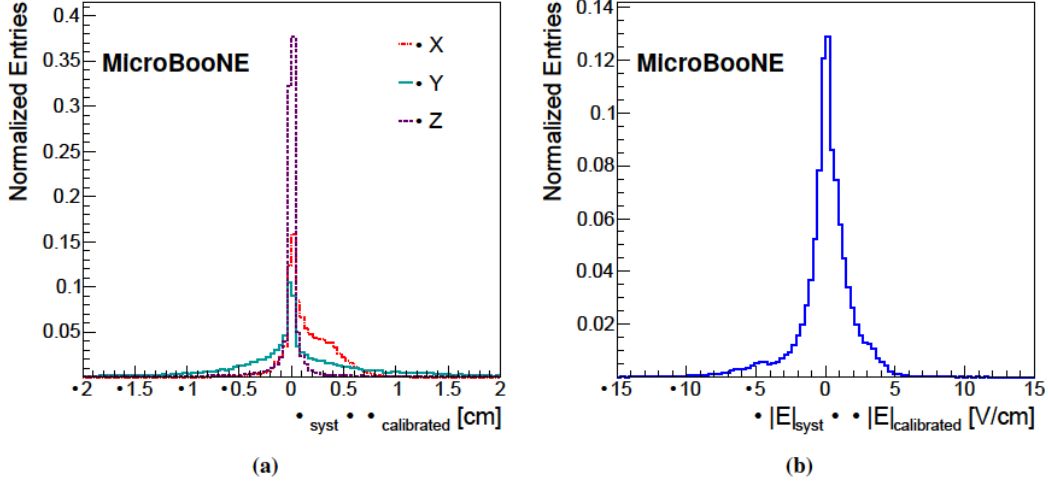 0.4
0.35
0.3
0.25
0.2
0.15
0.1
0.05
Normalized Entries
MicroBooNE
• X
• Y
• Z
•2 •1.5 •1 •0.5 0 0.5 1 1.5 2
• syst • • calibrated [cm]
(a)
0.14
0.12
0.1
0.08
0.06
0.04
0.02
Normalized Entries
MicroBooNE
•15 •10 •5 0 5 10 15
• |E|syst • • |E|calibrated [V/cm]
(b)